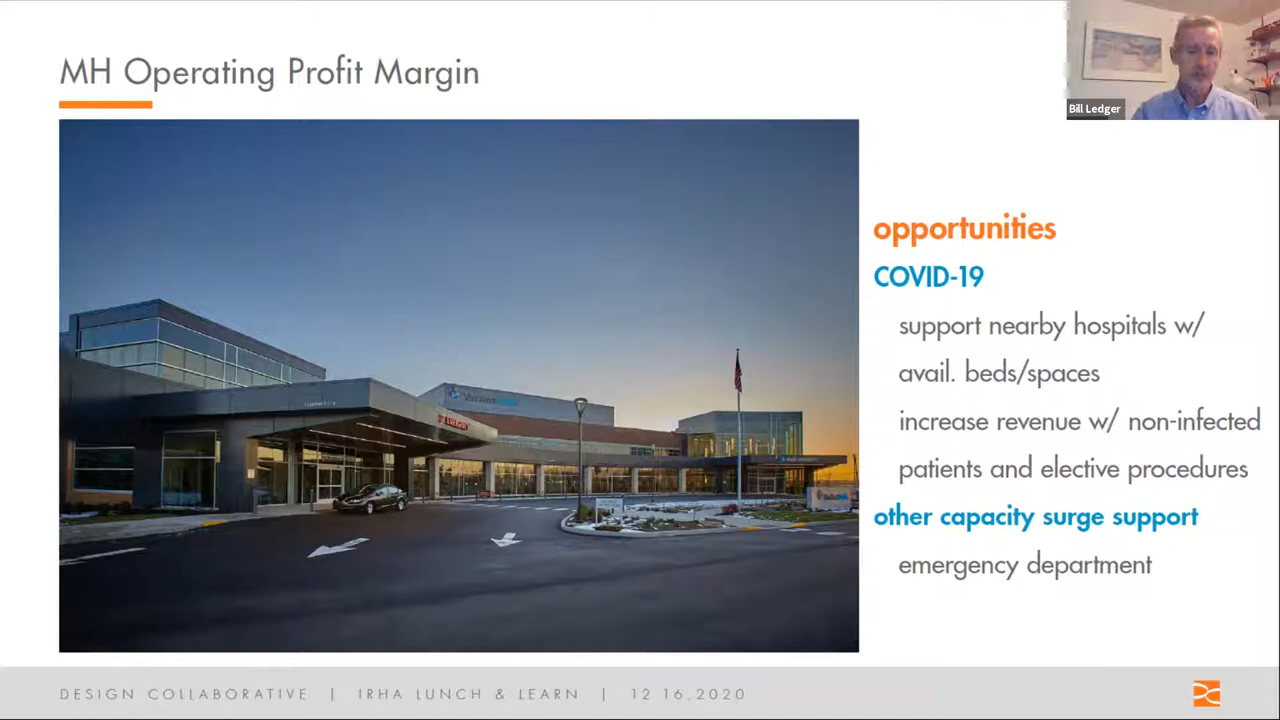 MH Operating Profit Margin
Bill Ledger
opportunities
COVID-19
support nearby hospitals w/
avail. beds/spaces
increase revenue w/ non-infected
patients and elective procedures
other capacity surge support
emergency department
DESIGN COLLABORATIVE | IRHA LUNCH & LEARN | 12 16.2020